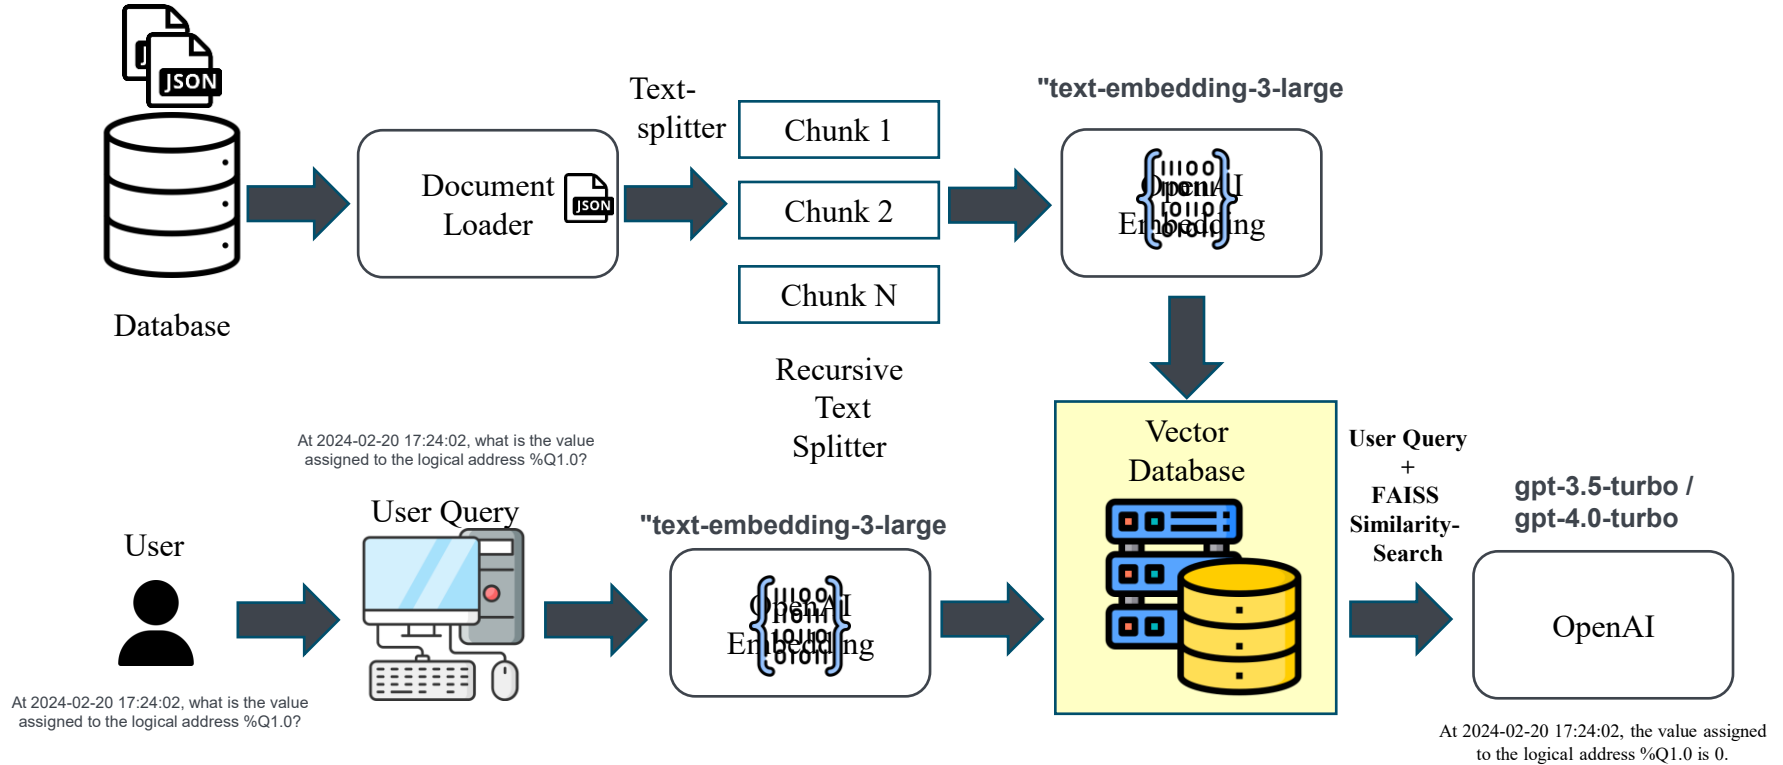 JSON
Database
Document
Loader
JSON
Text-
splitter
Chunk 1
Chunk 2
Chunk N
Recursive
Text
Splitter
"text-embedding-3-large
OpenAI
Embedding
Vector
Database
User Query
+
FAISS
Similarity-
Search
gpt-3.5-turbo /
gpt-4.0-turbo
OpenAI
At 2024-02-20 17:24:02, the value assigned
to the logical address %Q1.0 is 0.
User
At 2024-02-20 17:24:02, what is the value
assigned to the logical address %Q1.0?
At 2024-02-20 17:24:02, what is the value
assigned to the logical address %Q1.0?
User Query
"text-embedding-3-large
OpenAI
Embedding